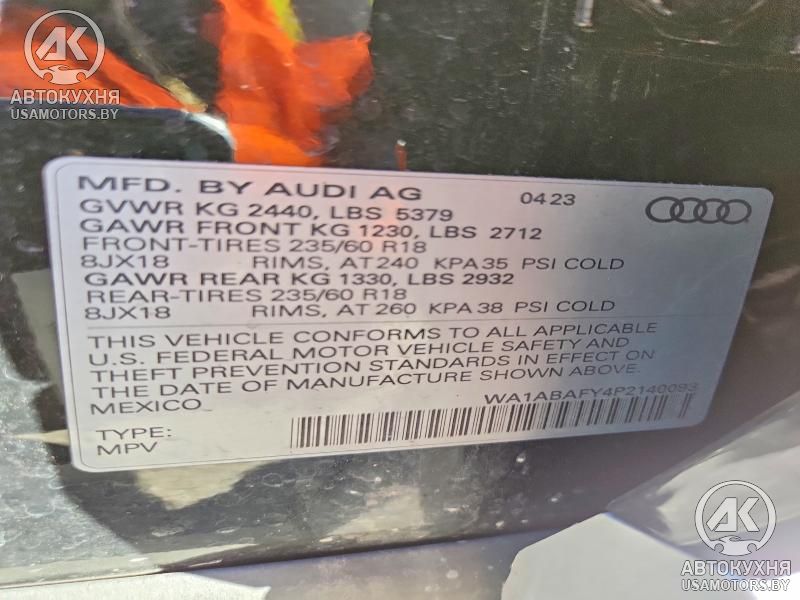 AK
АВТОКУХНЯ
USAMOTORS.BY
MFD. BY AUDI AG 04 23
GVWR KG 2440, LBS 5379
GAWR FRONT KG 1230, LBS 2712
FRONT-TIRES 235/60 R18
8JX18 RIMS, AT 240 KPA 35 PSI COLD
GAWR REAR KG 1330, LBS 2932
REAR-TIRES 235/60 R18
8JX18 RIMS, AT 260 KPA 38 PSI COLD
THIS VEHICLE CONFORMS TO ALL APPLICABLE
U.S. FEDERAL MOTOR VEHICLE SAFETY AND
THEFT PREVENTION STANDARDS IN EFFECT ON
THE DATE OF MANUFACTURE SHOWN ABOVE
MEXICO WA1ABAFY4P2140093
TYPE:
MPV
AK
АВТОКУХНЯ
USAMOTORS.BY